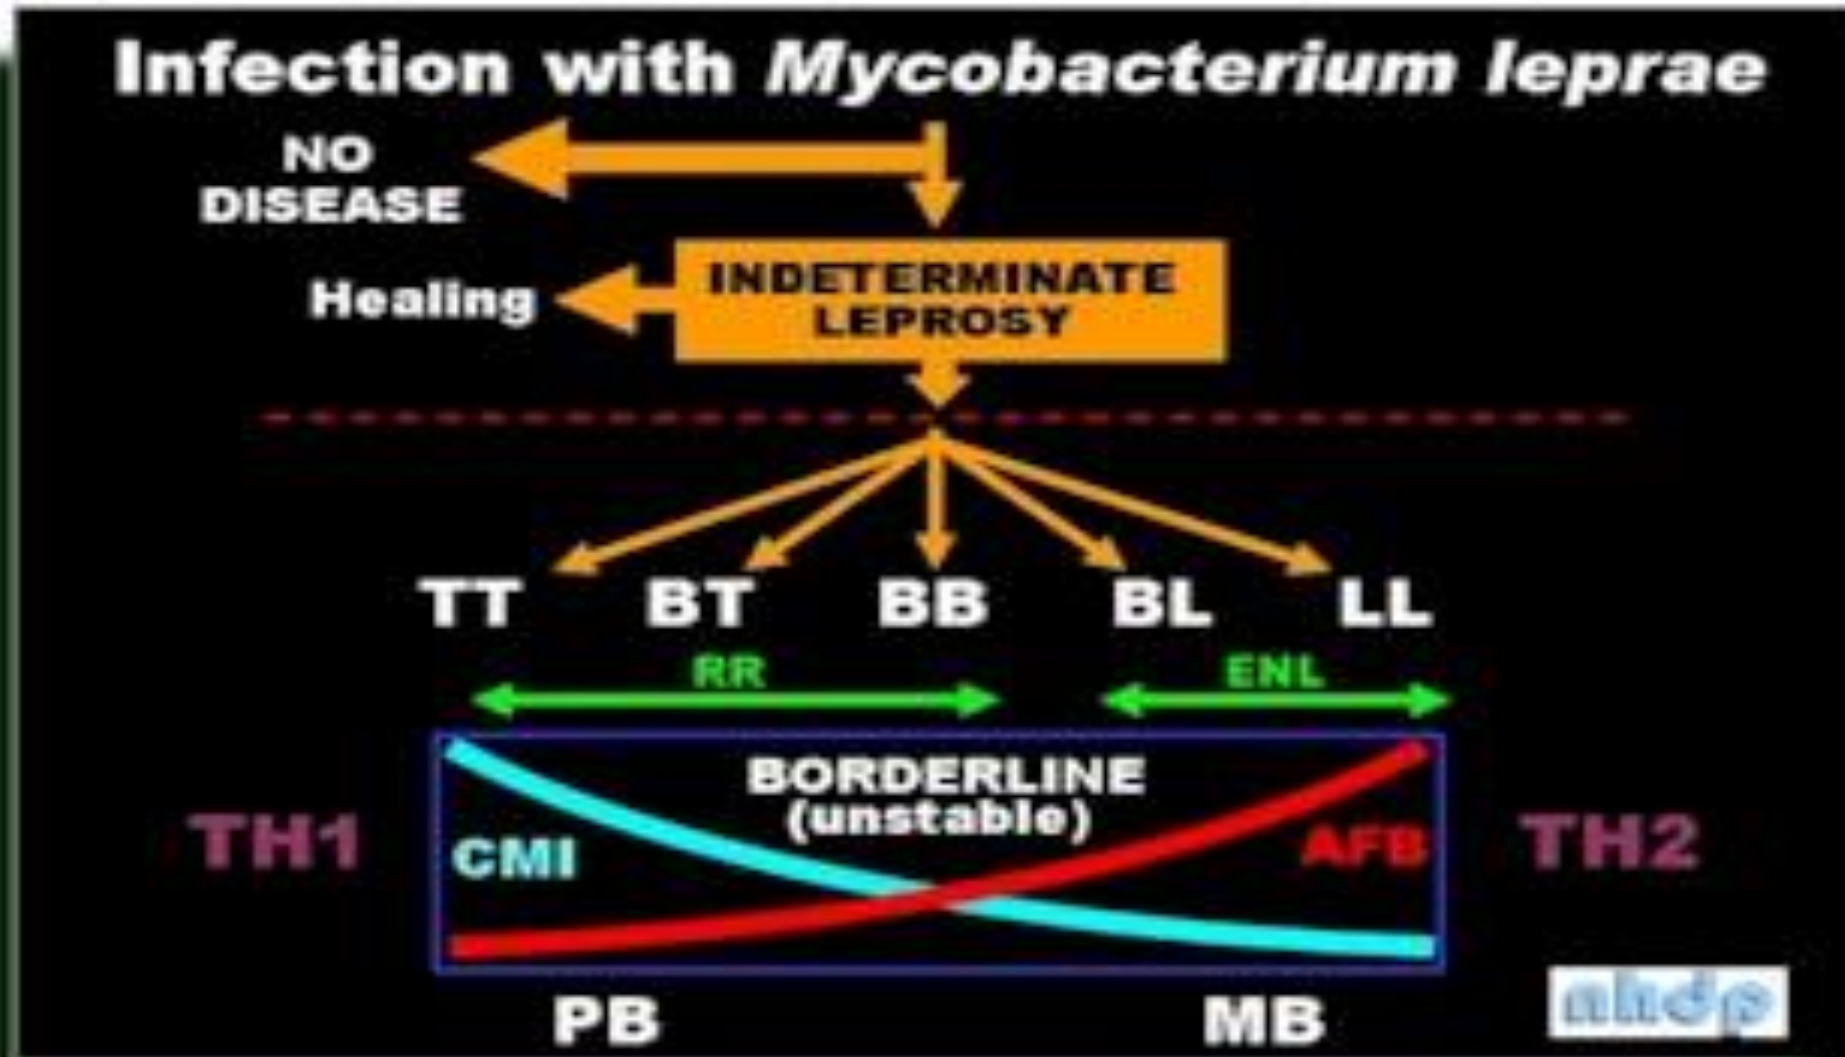 Infection with Mycobacterium leprae
NO
DISEASE
INDETERMINATE
LEPROSY
Healing
TT BT BB BL LL
RR ENL
BORDERLINE
(unstable)
TH1 CMI AFB TH2
PB MB
nhdp